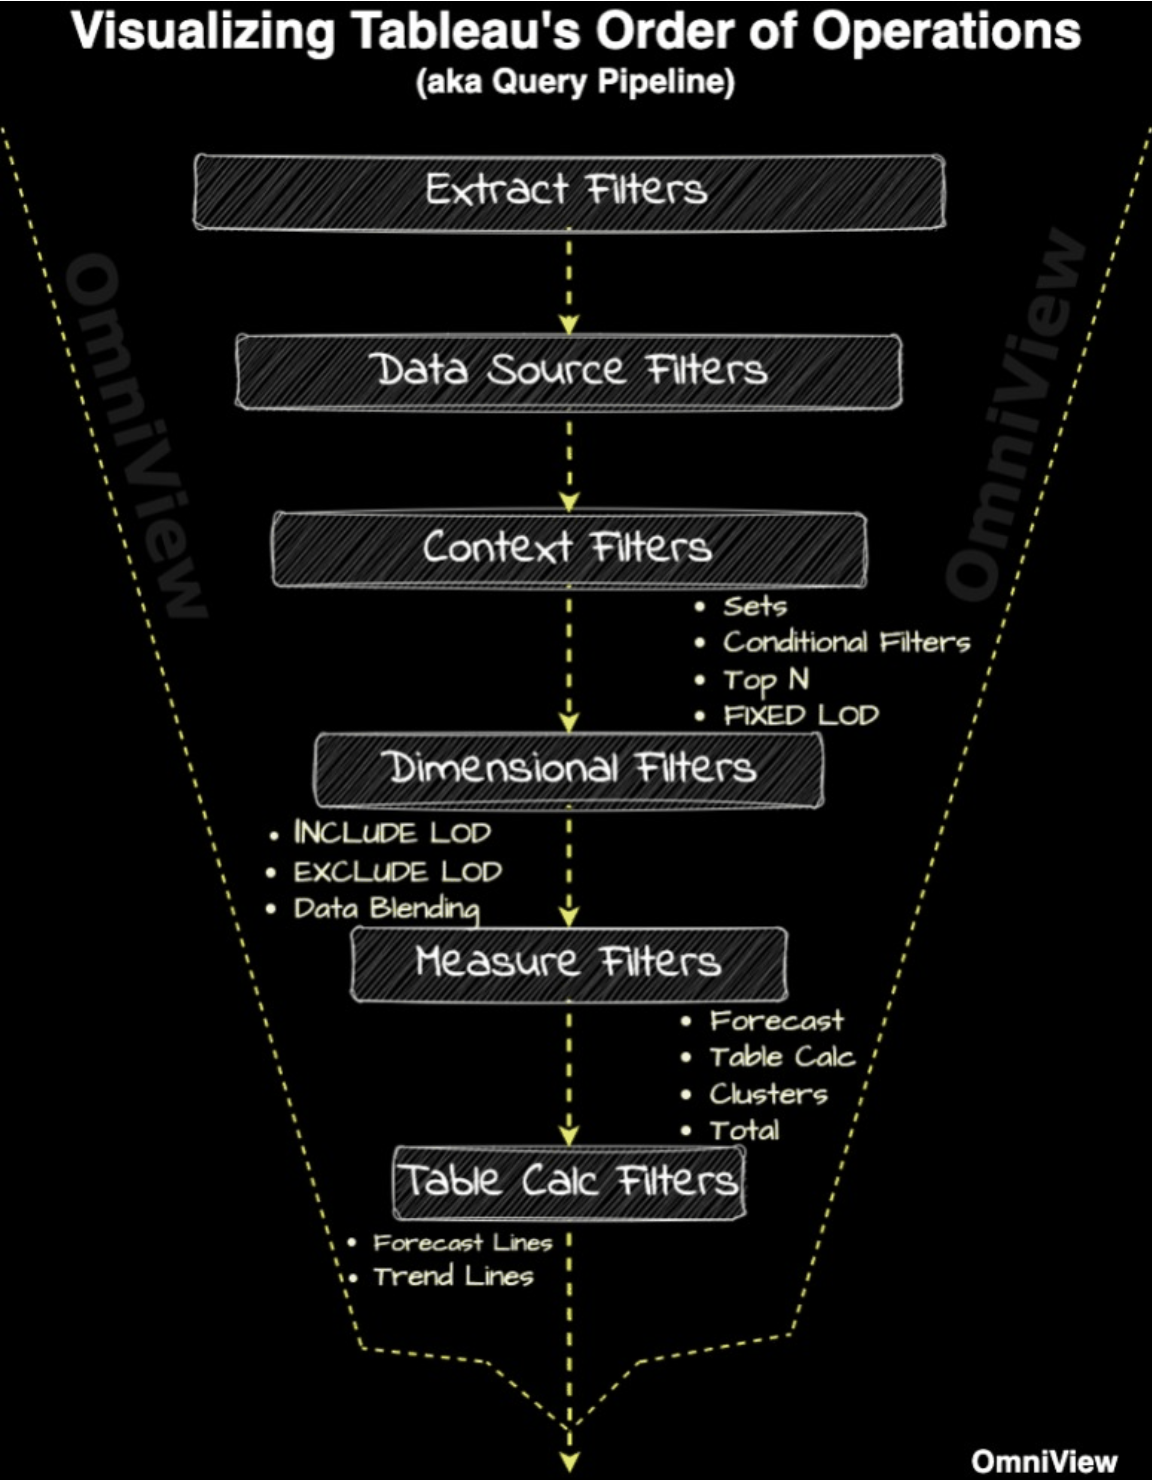 Visualizing Tableau's Order of Operations
(aka Query Pipeline)
Extract Filters
OmniView
OmniView
Data Source Filters
Context Filters
• Sets
• Conditional Filters
• Top N
• FIXED LOD
Dimensional Filters
• INCLUDE LOD
• EXCLUDE LOD
• Data Blending
Measure Filters
• Forecast
• Table Calc
• Clusters
• Total
Table Calc Filters
• Forecast Lines
• Trend Lines
OmniView